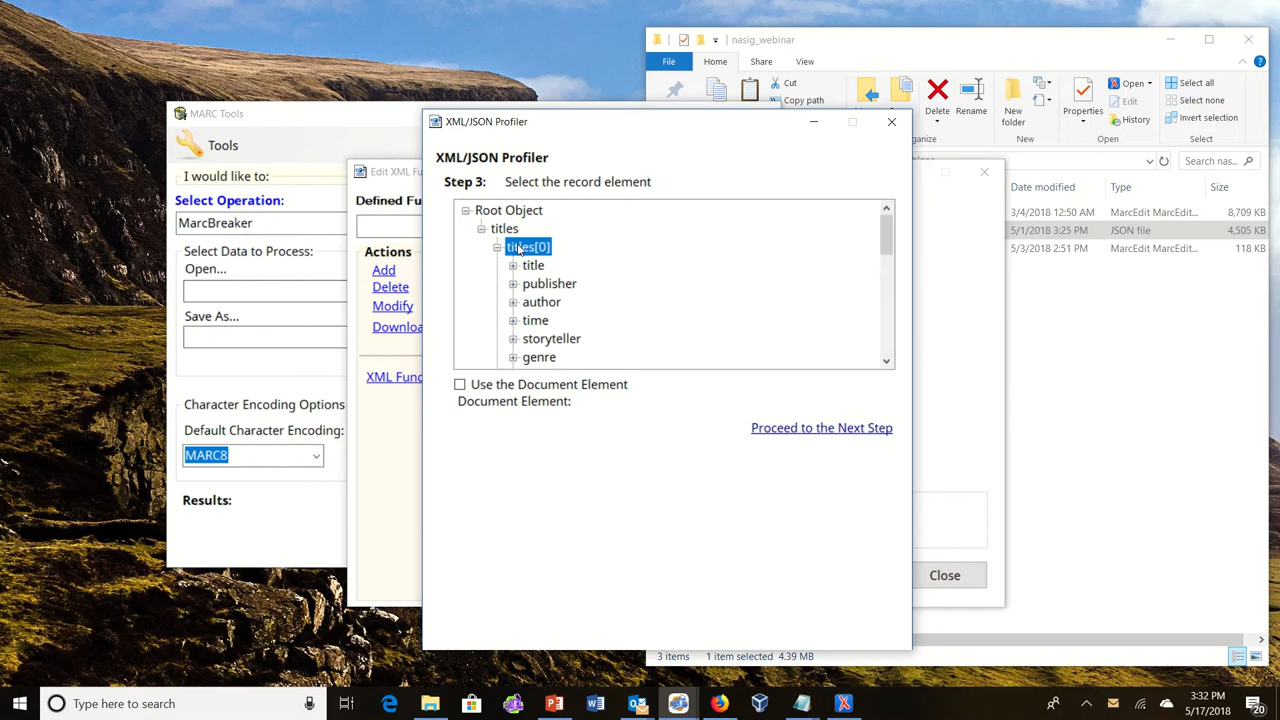 nasig_webinar
File
Home
Share
View
Cut
Copy path
Delete
Rename
New
folder
Properties
Open
Edit
History
Select all
Select none
Invert selection
New
Open
Select
Search nas...
Date modified
Type
Size
3/4/2018 12:50 AM
MarcEdit MarcEdit...
8,709 KB
5/1/2018 3:25 PM
JSON file
4,505 KB
5/3/2018 2:51 PM
MarcEdit MarcEdit...
118 KB
3 items
1 item selected
4.39 MB
MARC Tools
Tools
I would like to:
Select Operation:
MarcBreaker
Select Data to Process:
Open...
Save As...
Character Encoding Options
Default Character Encoding:
MARC8
Results:
Edit XML Fu
Defined Fu
Actions
Add
Delete
Modify
Downloa
XML Func
Close
XML/JSON Profiler
XML/JSON Profiler
Step 3: Select the record element
Root Object
titles
titles[0]
title
publisher
author
time
storyteller
genre
Use the Document Element
Document Element:
Proceed to the Next Step
Type here to search
3:32 PM
5/17/2018
20